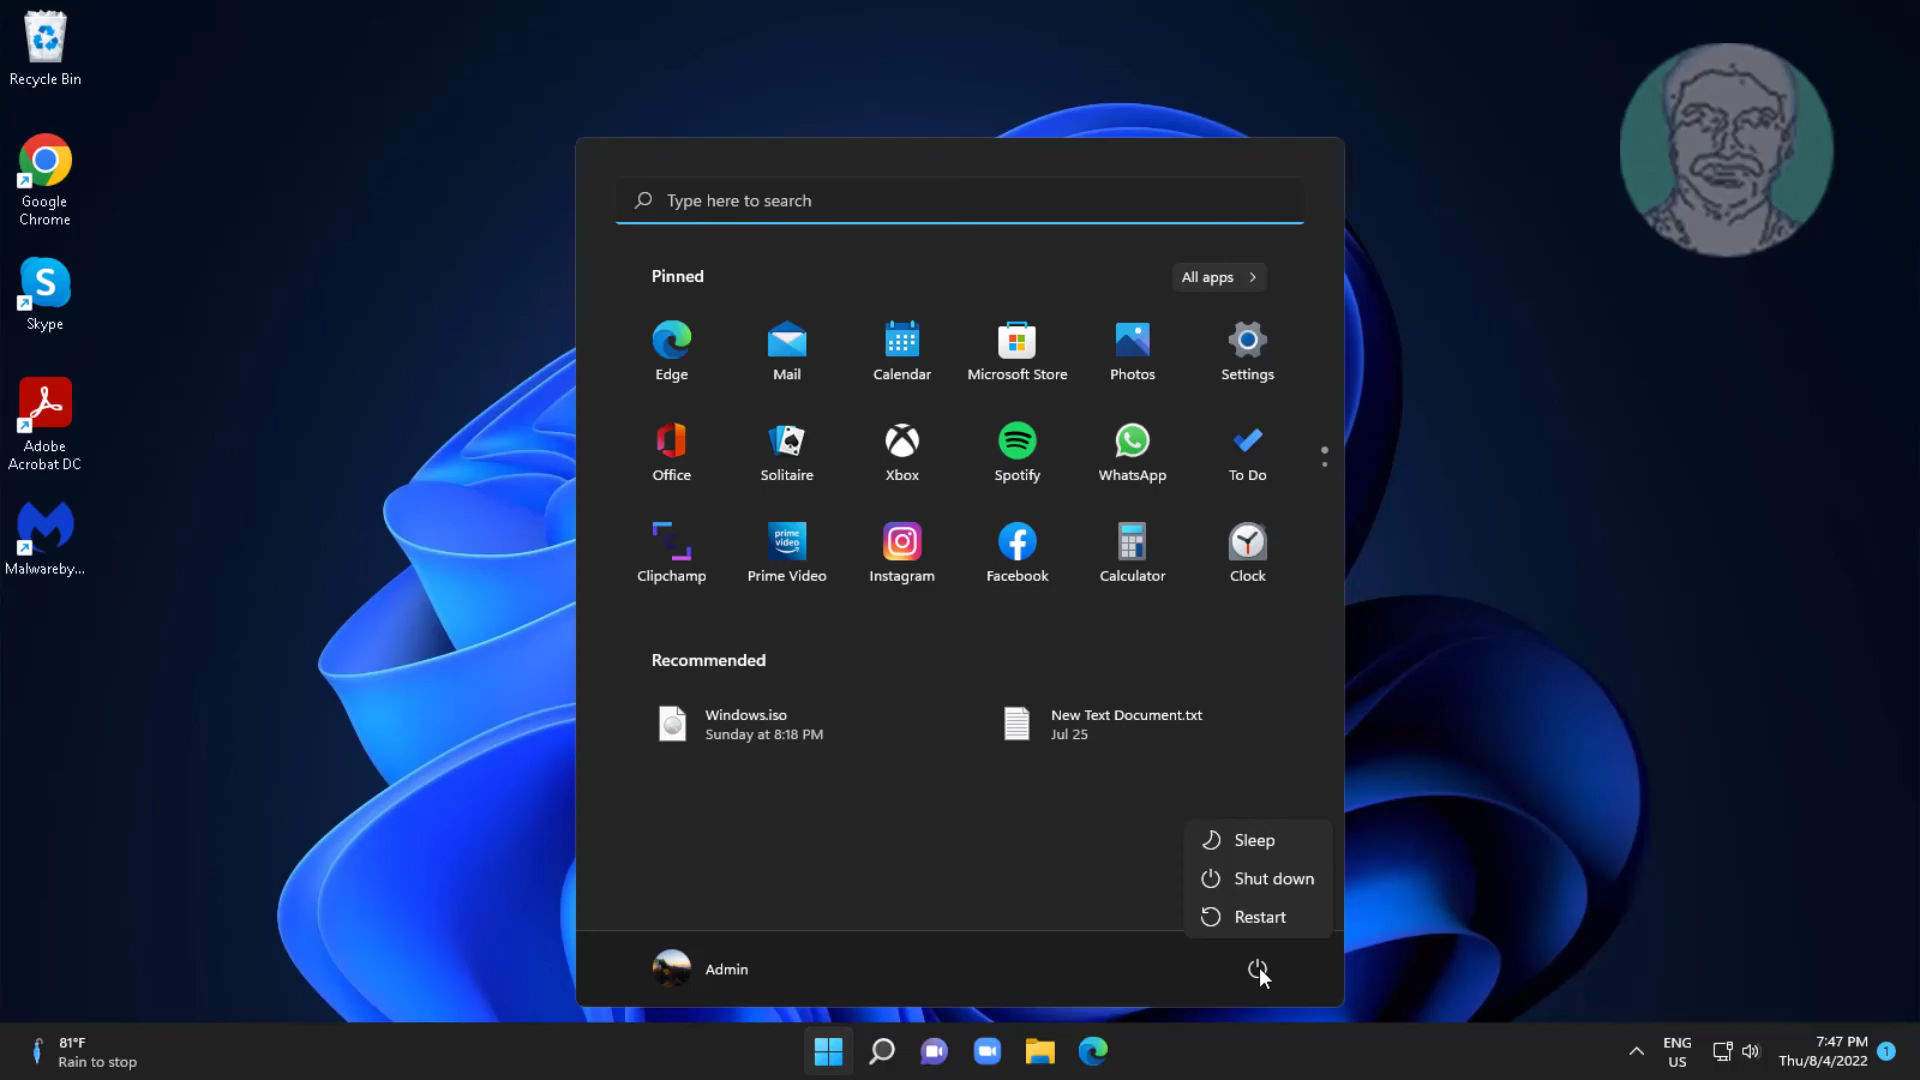 Recycle Bin
Google
Chrome
S
Skype
Adobe
Acrobat DC
Malwareby...
Type here to search
Pinned
All apps
Edge
Mail
Calendar
Microsoft Store
Photos
Settings
Office
Solitaire
Xbox
Spotify
WhatsApp
To Do
prime
video
Clipchamp
Prime Video
Instagram
Facebook
Calculator
Clock
Recommended
Windows.iso
Sunday at 8:18 PM
New Text Document.txt
Jul 25
Sleep
Shut down
Restart
Admin
81°F
Rain to stop
ENG
US
7:47 PM
Thu/8/4/2022
1